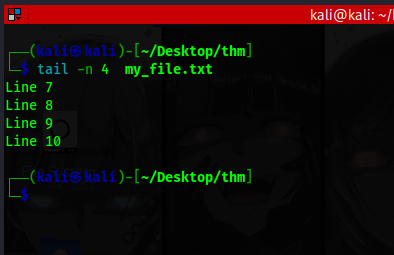 kali@kali: ~/
┌──(kali㉿kali)-[~/Desktop/thm]
└─$ tail -n 4  my_file.txt
Line 7
Line 8
Line 9
Line 10
┌──(kali㉿kali)-[~/Desktop/thm]
└─$